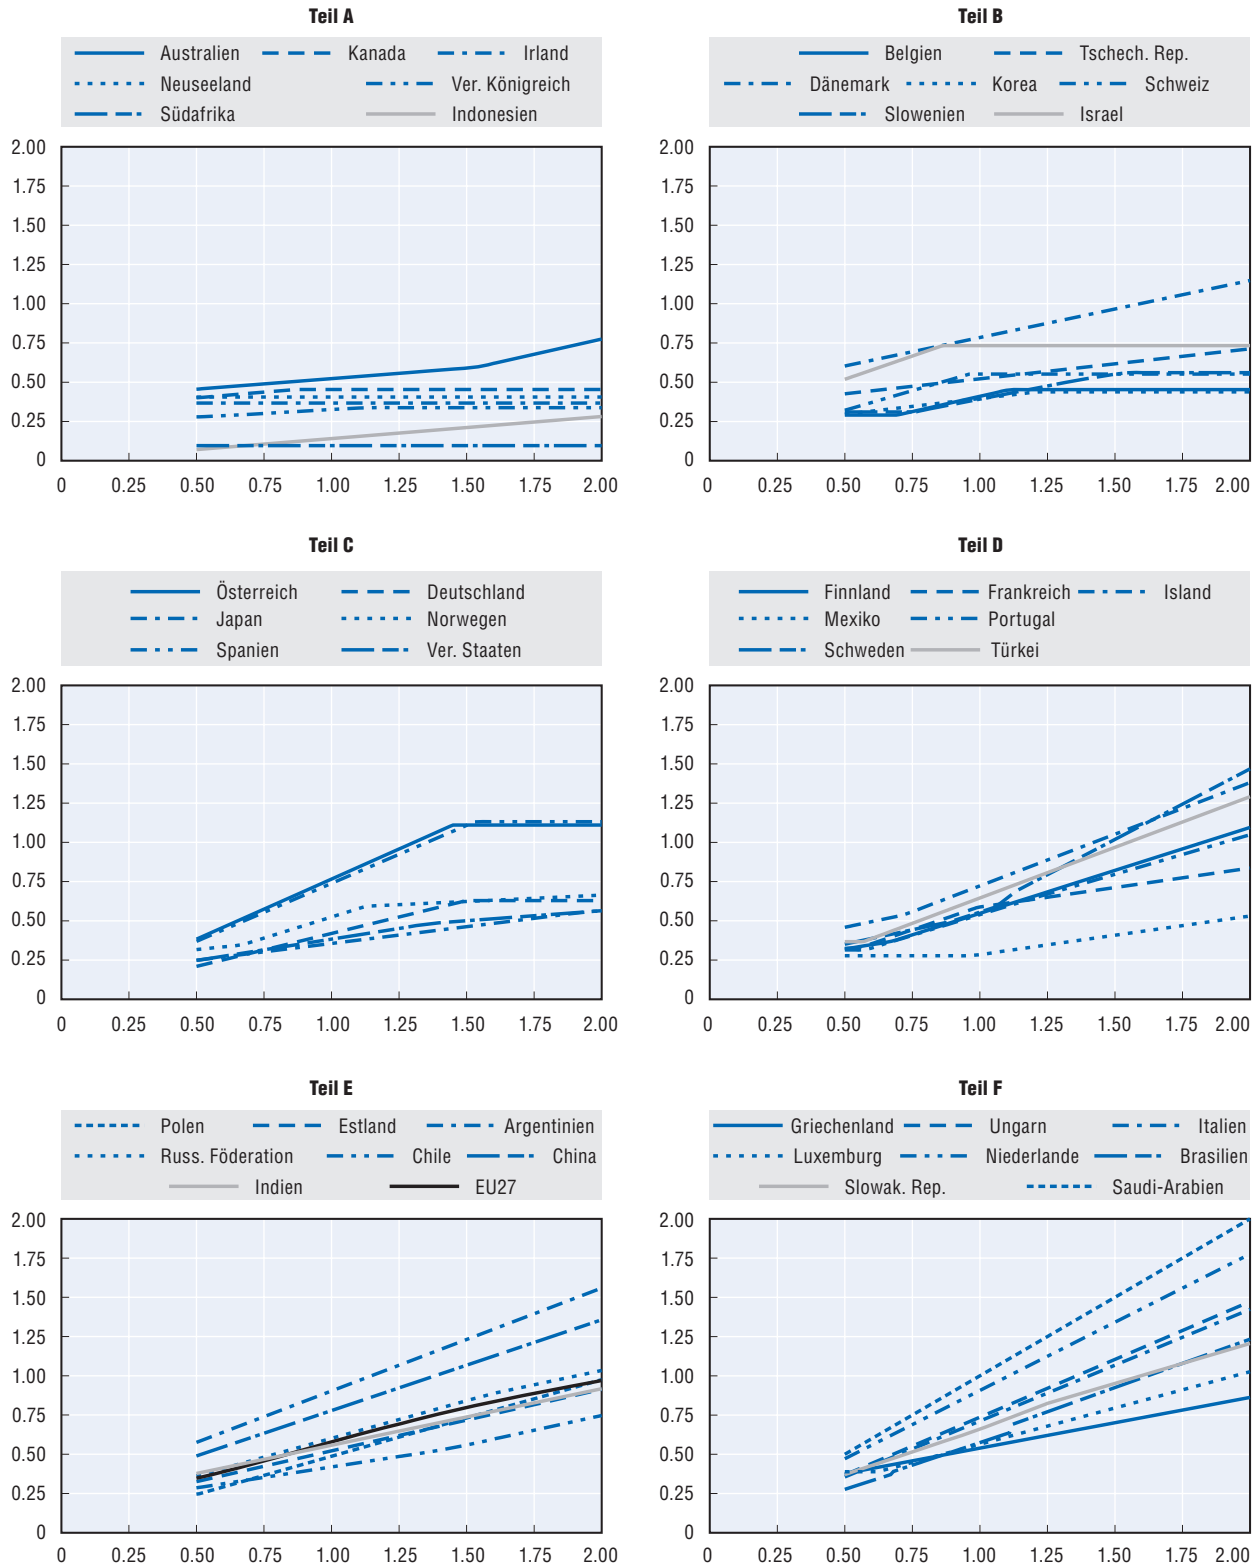 Teil A
Australien Kanada Irland
Neuseeland Ver. Königreich
Südafrika Indonesien
2.00
1.75
1.50
1.25
1.00
0.75
0.50
0.25
0
0 0.25 0.50 0.75 1.00 1.25 1.50 1.75 2.00
Teil B
Belgien Tschech. Rep.
Dänemark Korea Schweiz
Slowenien Israel
2.00
1.75
1.50
1.25
1.00
0.75
0.50
0.25
0
0 0.25 0.50 0.75 1.00 1.25 1.50 1.75 2.00
Teil C
Österreich Deutschland
Japan Norwegen
Spanien Ver. Staaten
2.00
1.75
1.50
1.25
1.00
0.75
0.50
0.25
0
0 0.25 0.50 0.75 1.00 1.25 1.50 1.75 2.00
Teil D
Finnland Frankreich Island
Mexiko Portugal
Schweden Türkei
2.00
1.75
1.50
1.25
1.00
0.75
0.50
0.25
0
0 0.25 0.50 0.75 1.00 1.25 1.50 1.75 2.00
Teil E
Polen Estland Argentinien
Russ. Föderation Chile China
Indien EU27
2.00
1.75
1.50
1.25
1.00
0.75
0.50
0.25
0
0 0.25 0.50 0.75 1.00 1.25 1.50 1.75 2.00
Teil F
Griechenland Ungarn Italien
Luxemburg Niederlande Brasilien
Slowak. Rep. Saudi-Arabien
2.00
1.75
1.50
1.25
1.00
0.75
0.50
0.25
0
0 0.25 0.50 0.75 1.00 1.25 1.50 1.75 2.00